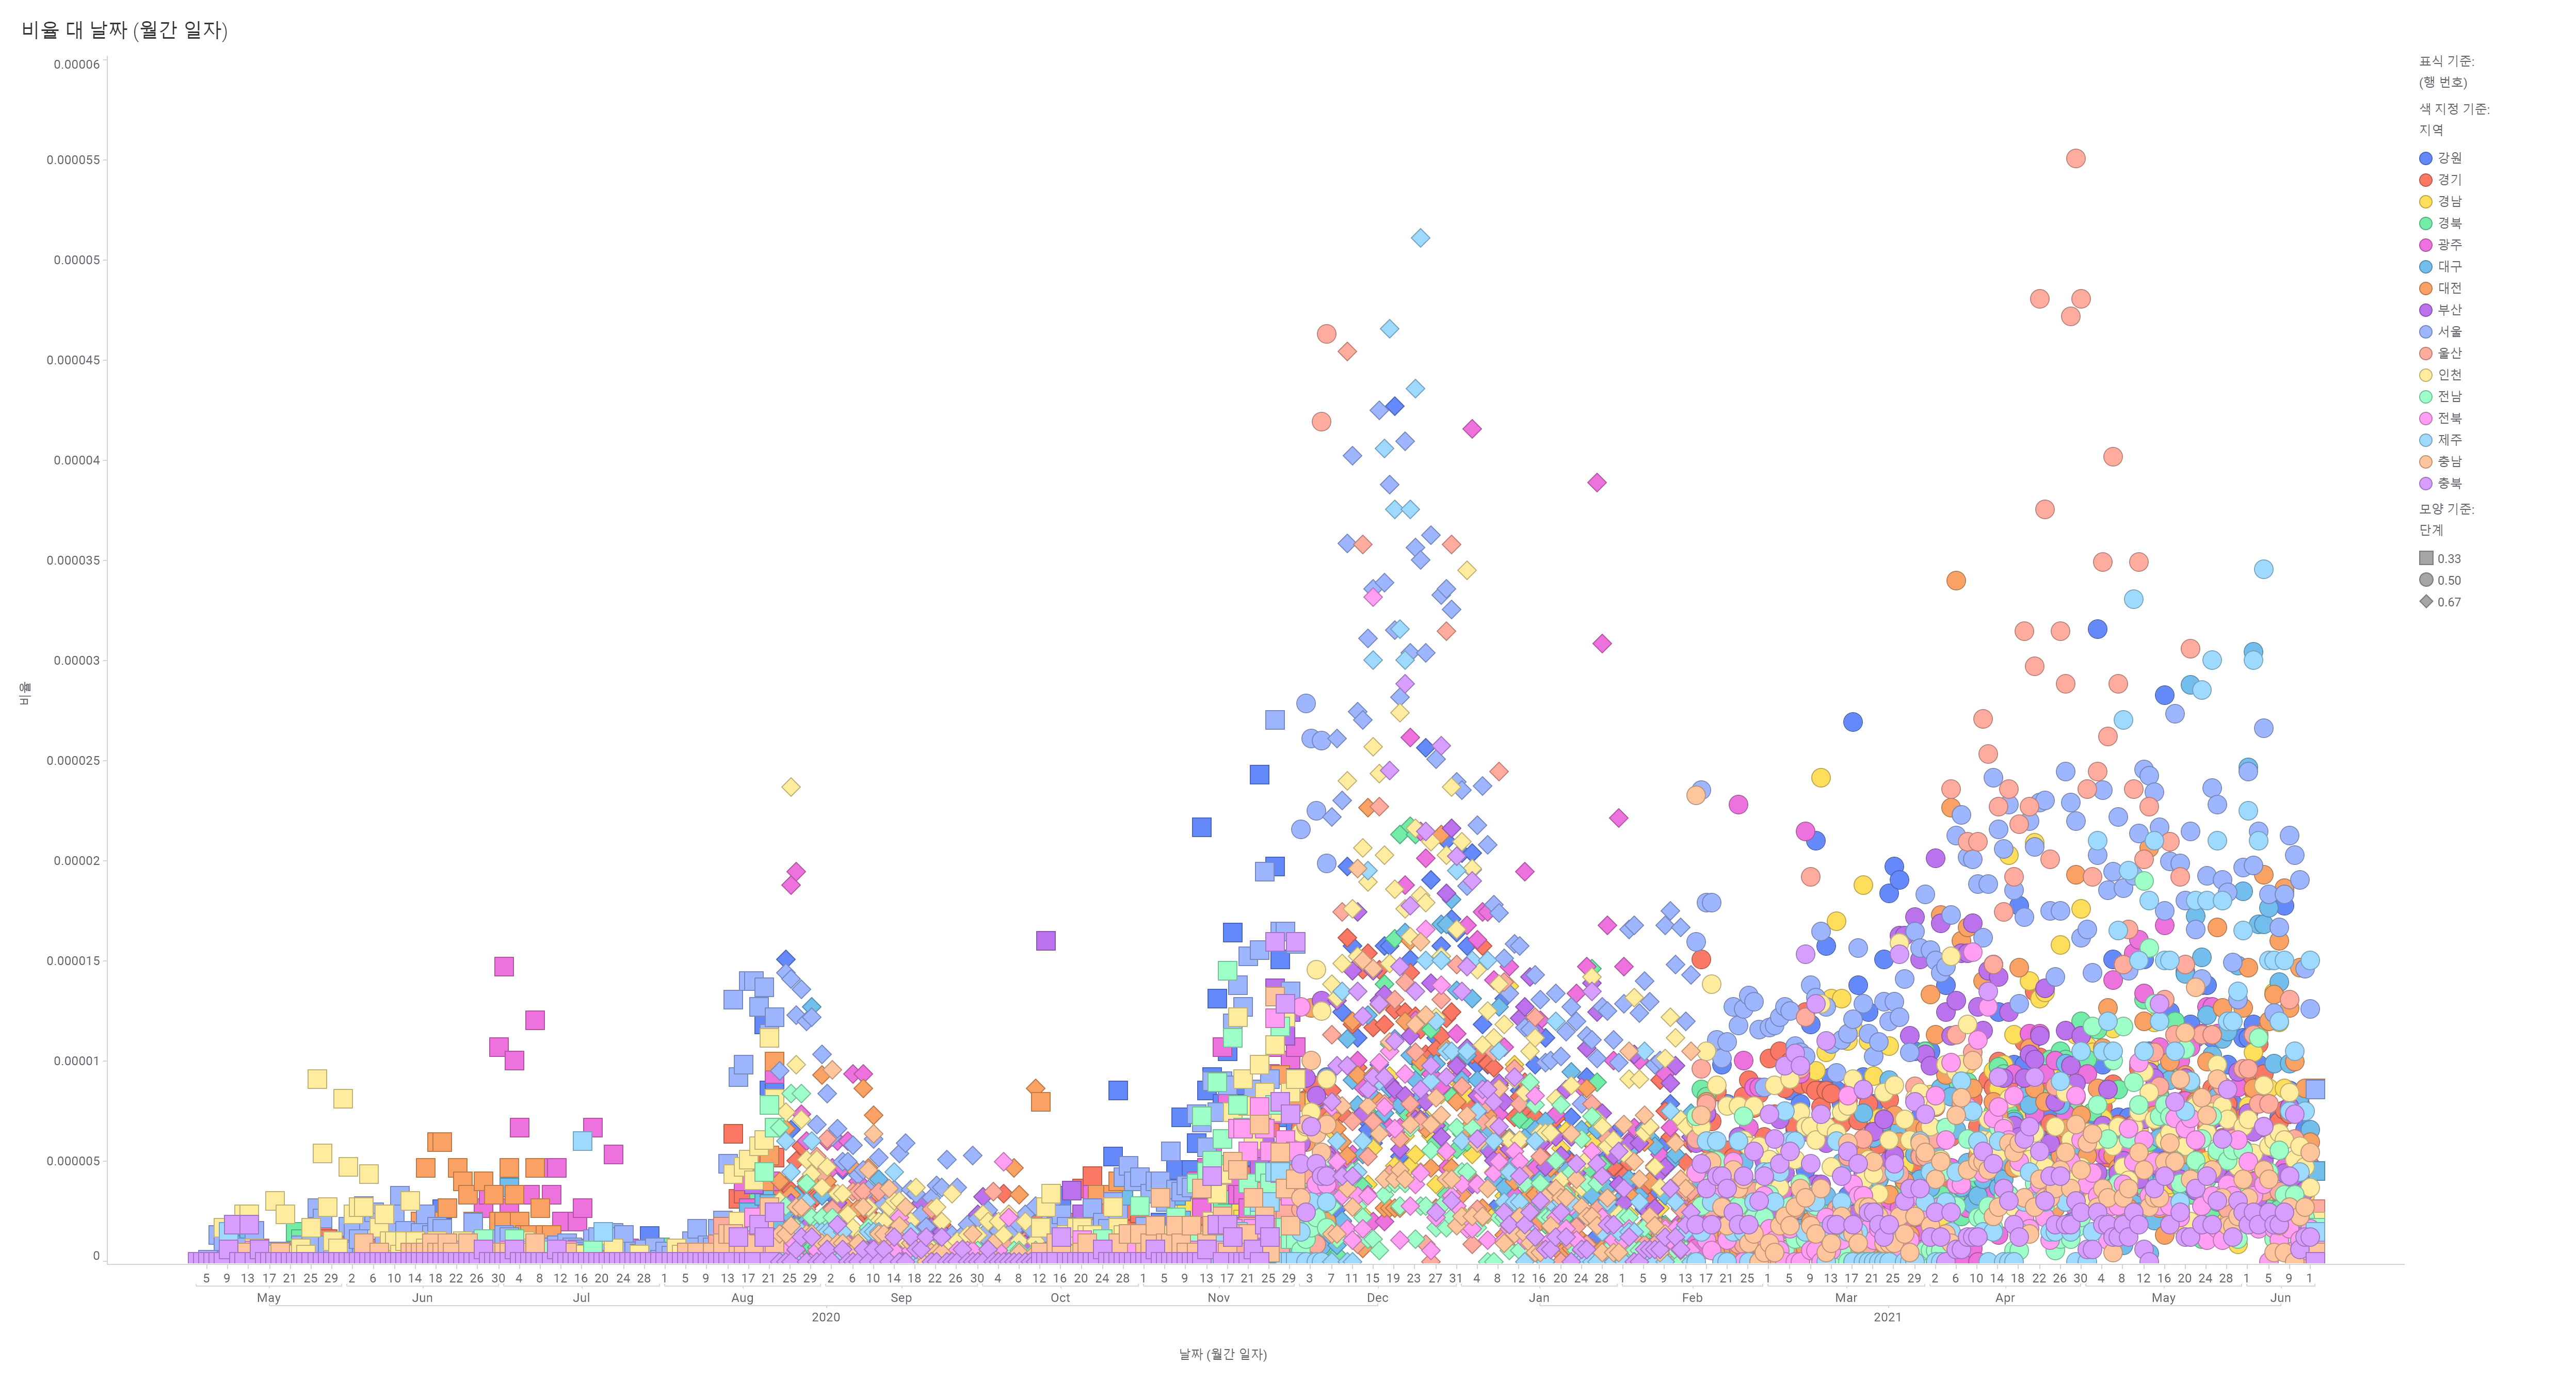 비율 대 날짜 (월간 일자)
0.00006
0.000055
0.00005
0.000045
0.00004
0.000035
0.00003
0.000025
0.00002
0.000015
0.00001
0.000005
0
비율
5 9 13 17 21 25 29 2 6 10 14 18 22 26 30 4 8 12 16 20 24 28 1 5 9 13 17 21 25 29 2 6 10 14 18 22 26 30 4 8 12 16 20 24 28 1 5 9 13 17 21 25 29 3 7 11 15 19 23 27 31 4 8 12 16 20 24 28 1 5 9 13 17 21 25 1 5 9 13 17 21 25 29 2 6 10 14 18 22 26 30 4 8 12 16 20 24 28 1 5 9 1
May Jun Jul Aug Sep Oct Nov Dec Jan Feb Mar Apr May Jun
2020 2021
날짜 (월간 일자)
표식 기준:
(행 번호)
색 지정 기준:
지역
강원
경기
경남
경북
광주
대구
대전
부산
서울
울산
인천
전남
전북
제주
충남
충북
모양 기준:
단계
0.33
0.50
0.67